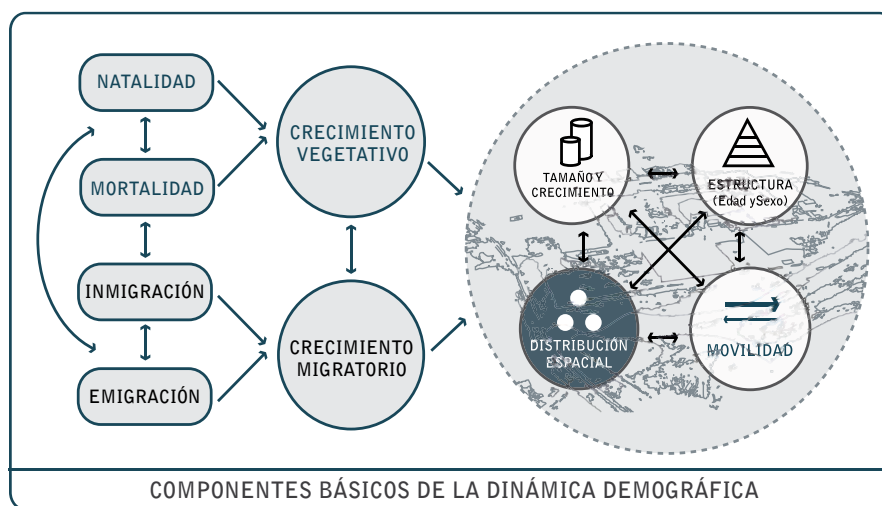 NATALIDAD
MORTALIDAD
INMIGRACIÓN
EMIGRACIÓN
CRECIMIENTO
VEGETATIVO
CRECIMIENTO
MIGRATORIO
TAMAÑO Y
CRECIMIENTO
ESTRUCTURA
(Edad ySexo)
DISTRIBUCIÓN
ESPACIAL
MOVILIDAD
COMPONENTES BÁSICOS DE LA DINÁMICA DEMOGRÁFICA